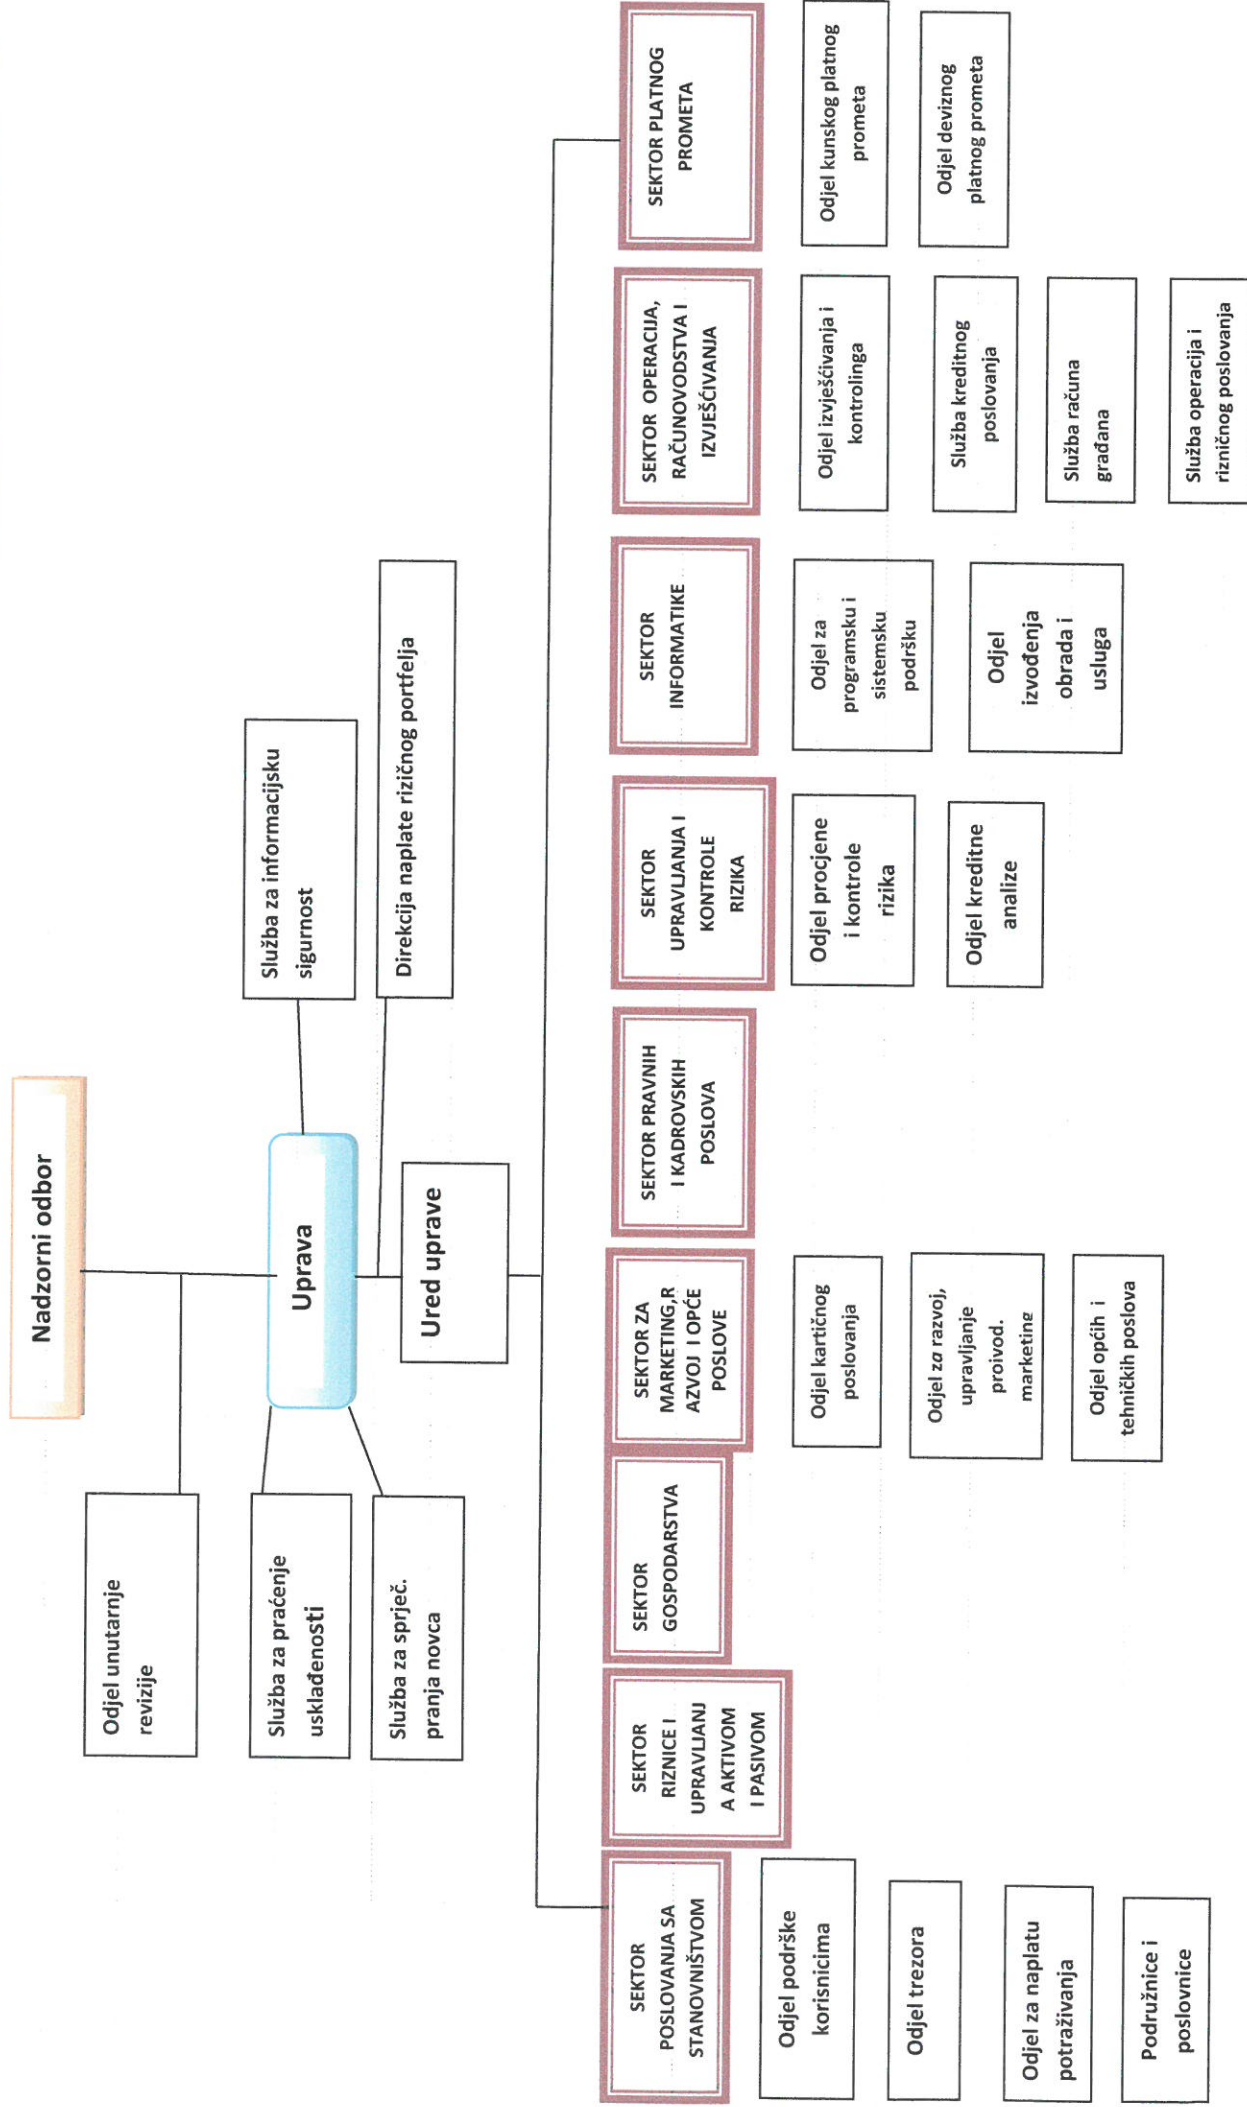 Nadzorni odbor
Odjel unutarnje
revizije
Uprava
Služba za informacijsku
sigurnost
Služba za praćenje
usklađenosti
Služba za sprječ.
pranja novca
Direkcija naplate rizičnog portfelja
Ured uprave
SEKTOR
POSLOVANJA SA
STANOVNIŠTVOM
Odjel podrške
korisnicima
Odjel trezora
Odjel za naplatu
potraživanja
Podružnice i
poslovnice
SEKTOR
RIZNICE I
UPRAVLJANJ
A AKTIVOM
I PASIVOM
SEKTOR
GOSPODARSTVA
SEKTOR ZA
MARKETING,R
AZVOJ I OPĆE
POSLOVE
Odjel kartičnog
poslovanja
Odjel za razvoj,
upravljanje
proivod.
marketing
Odjel općih i
tehničkih poslova
SEKTOR PRAVNIH
I KADROVSKIH
POSLOVA
SEKTOR
UPRAVLJANJA I
KONTROLE
RIZIKA
Odjel procjene
i kontrole
rizika
Odjel kreditne
analize
SEKTOR
INFORMATIKE
Odjel za
programsku i
sistemsku
podršku
Odjel
izvođenja
obrada i
usluga
SEKTOR OPERACIJA,
RAČUNOVODSTVA I
IZVJEŠĆIVANJA
Odjel izvješćivanja i
kontrolinga
Služba kreditnog
poslovanja
Služba računa
građana
Služba operacija i
rizničnog poslovanja
SEKTOR PLATNOG
PROMETA
Odjel kunskog platnog
prometa
Odjel deviznog
platnog prometa